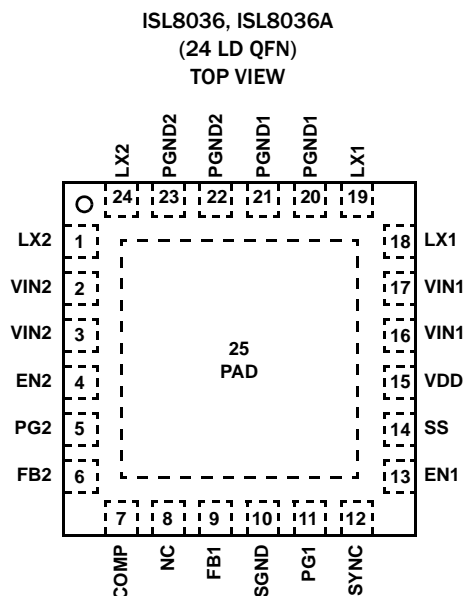 ISL8036, ISL8036A
(24 LD QFN)
TOP VIEW
LX2
PGND2
PGND2
PGND1
PGND1
LX1
24
23
22
21
20
19
LX2 1
VIN2 2
VIN2 3
EN2 4
PG2 5
FB2 6
25
PAD
18 LX1
17 VIN1
16 VIN1
15 VDD
14 SS
13 EN1
7
8
9
10
11
12
COMP
NC
FB1
SGND
PG1
SYNC